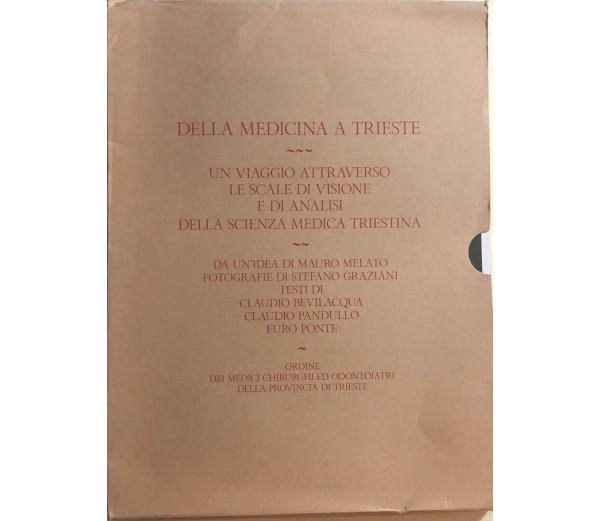 DELLA MEDICINA A TRIESTE
~~~
UN VIAGGIO ATTRAVERSO
LE SCALE DI VISIONE
E DI ANALISI
DELLA SCIENZA MEDICA TRIESTINA
~~
DA UN'IDEA DI MAURO MELATO
FOTOGRAFIE DI STEFANO GRAZIANI
TESTI DI
CLAUDIO BEVILACQUA
CLAUDIO PANDULLO
EURO PONTE
~
ORDINE
DEI MEDICI CHIRURGHI ED ODONTOIATRI
DELLA PROVINCIA DI TRIESTE